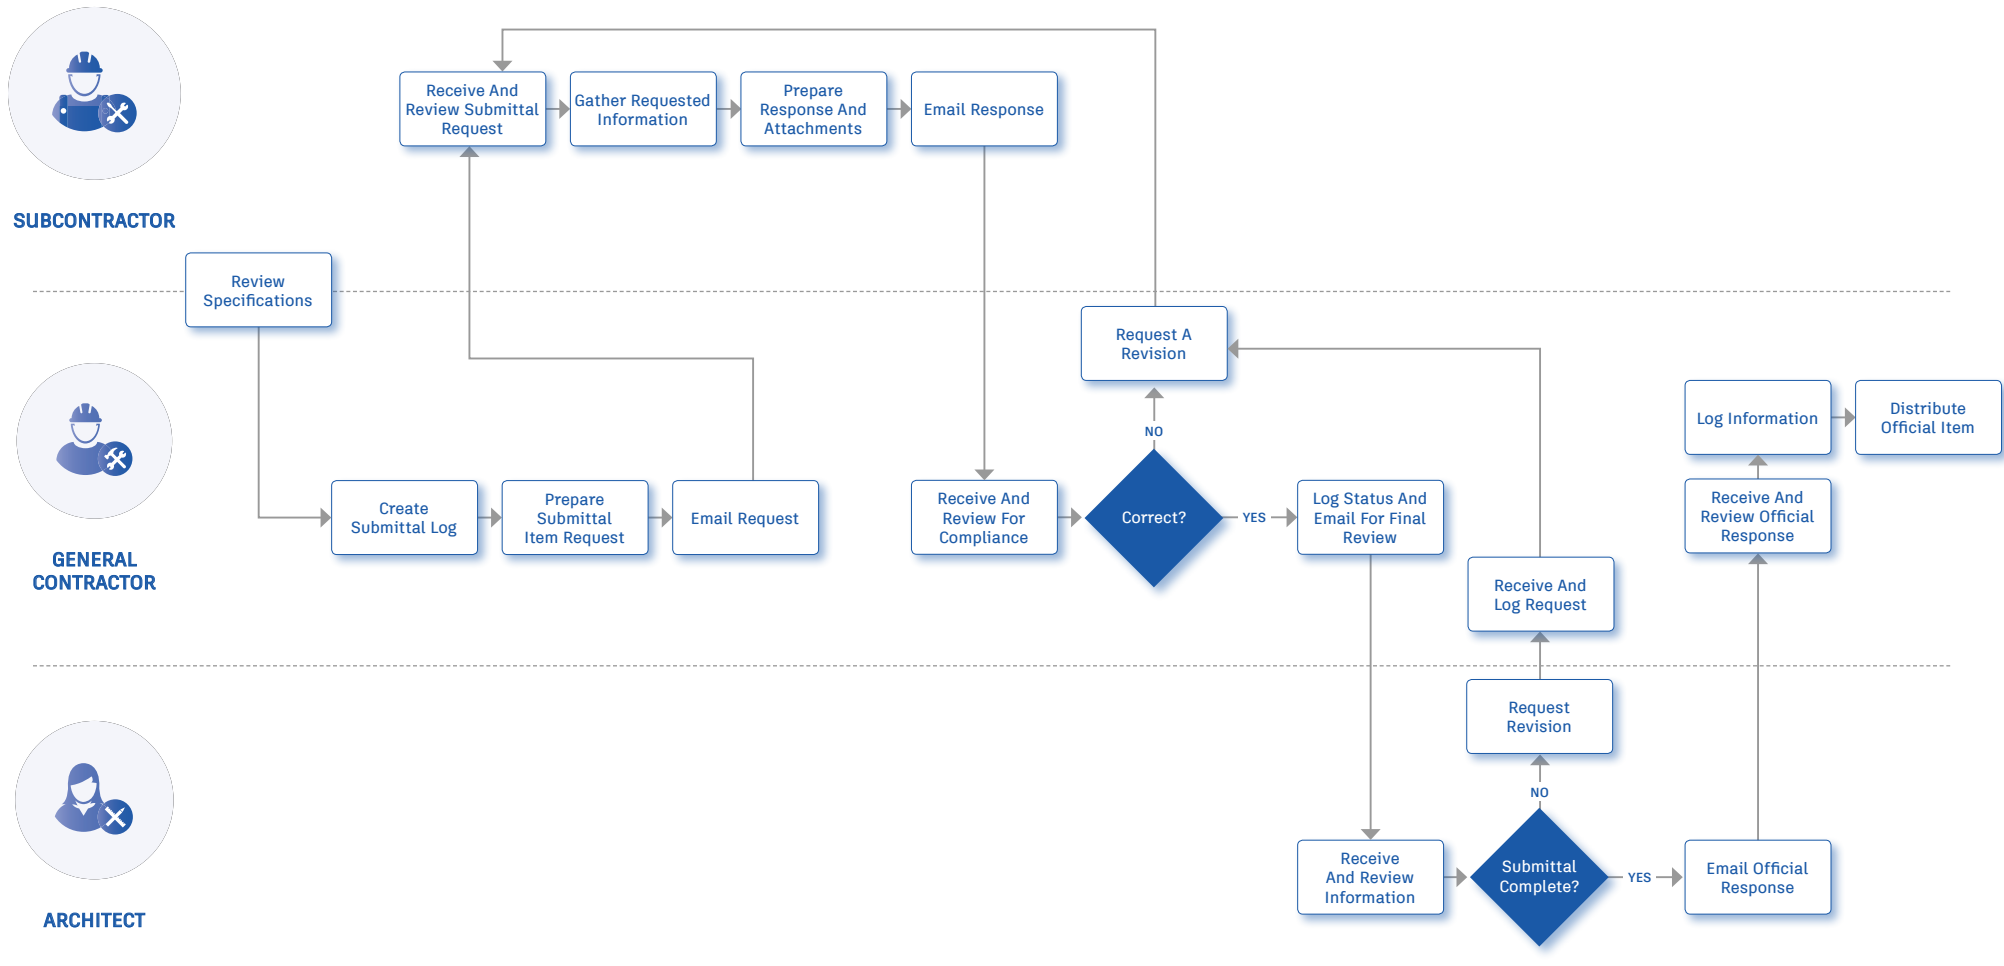 Receive And
Review Submittal
Request
Gather Requested
Information
Prepare
Response And
Attachments
Email Response
SUBCONTRACTOR
Review
Specifications
Request A
Revision
NO
Log Information
Distribute
Official Item
GENERAL
CONTRACTOR
Create
Submittal Log
Prepare
Submittal
Item Request
Email Request
Receive And
Review For
Compliance
Correct?
YES
Log Status And
Email For Final
Review
Receive And
Review Official
Response
Receive And
Log Request
Request
Revision
NO
ARCHITECT
Receive
And Review
Information
Submittal
Complete?
YES
Email Official
Response